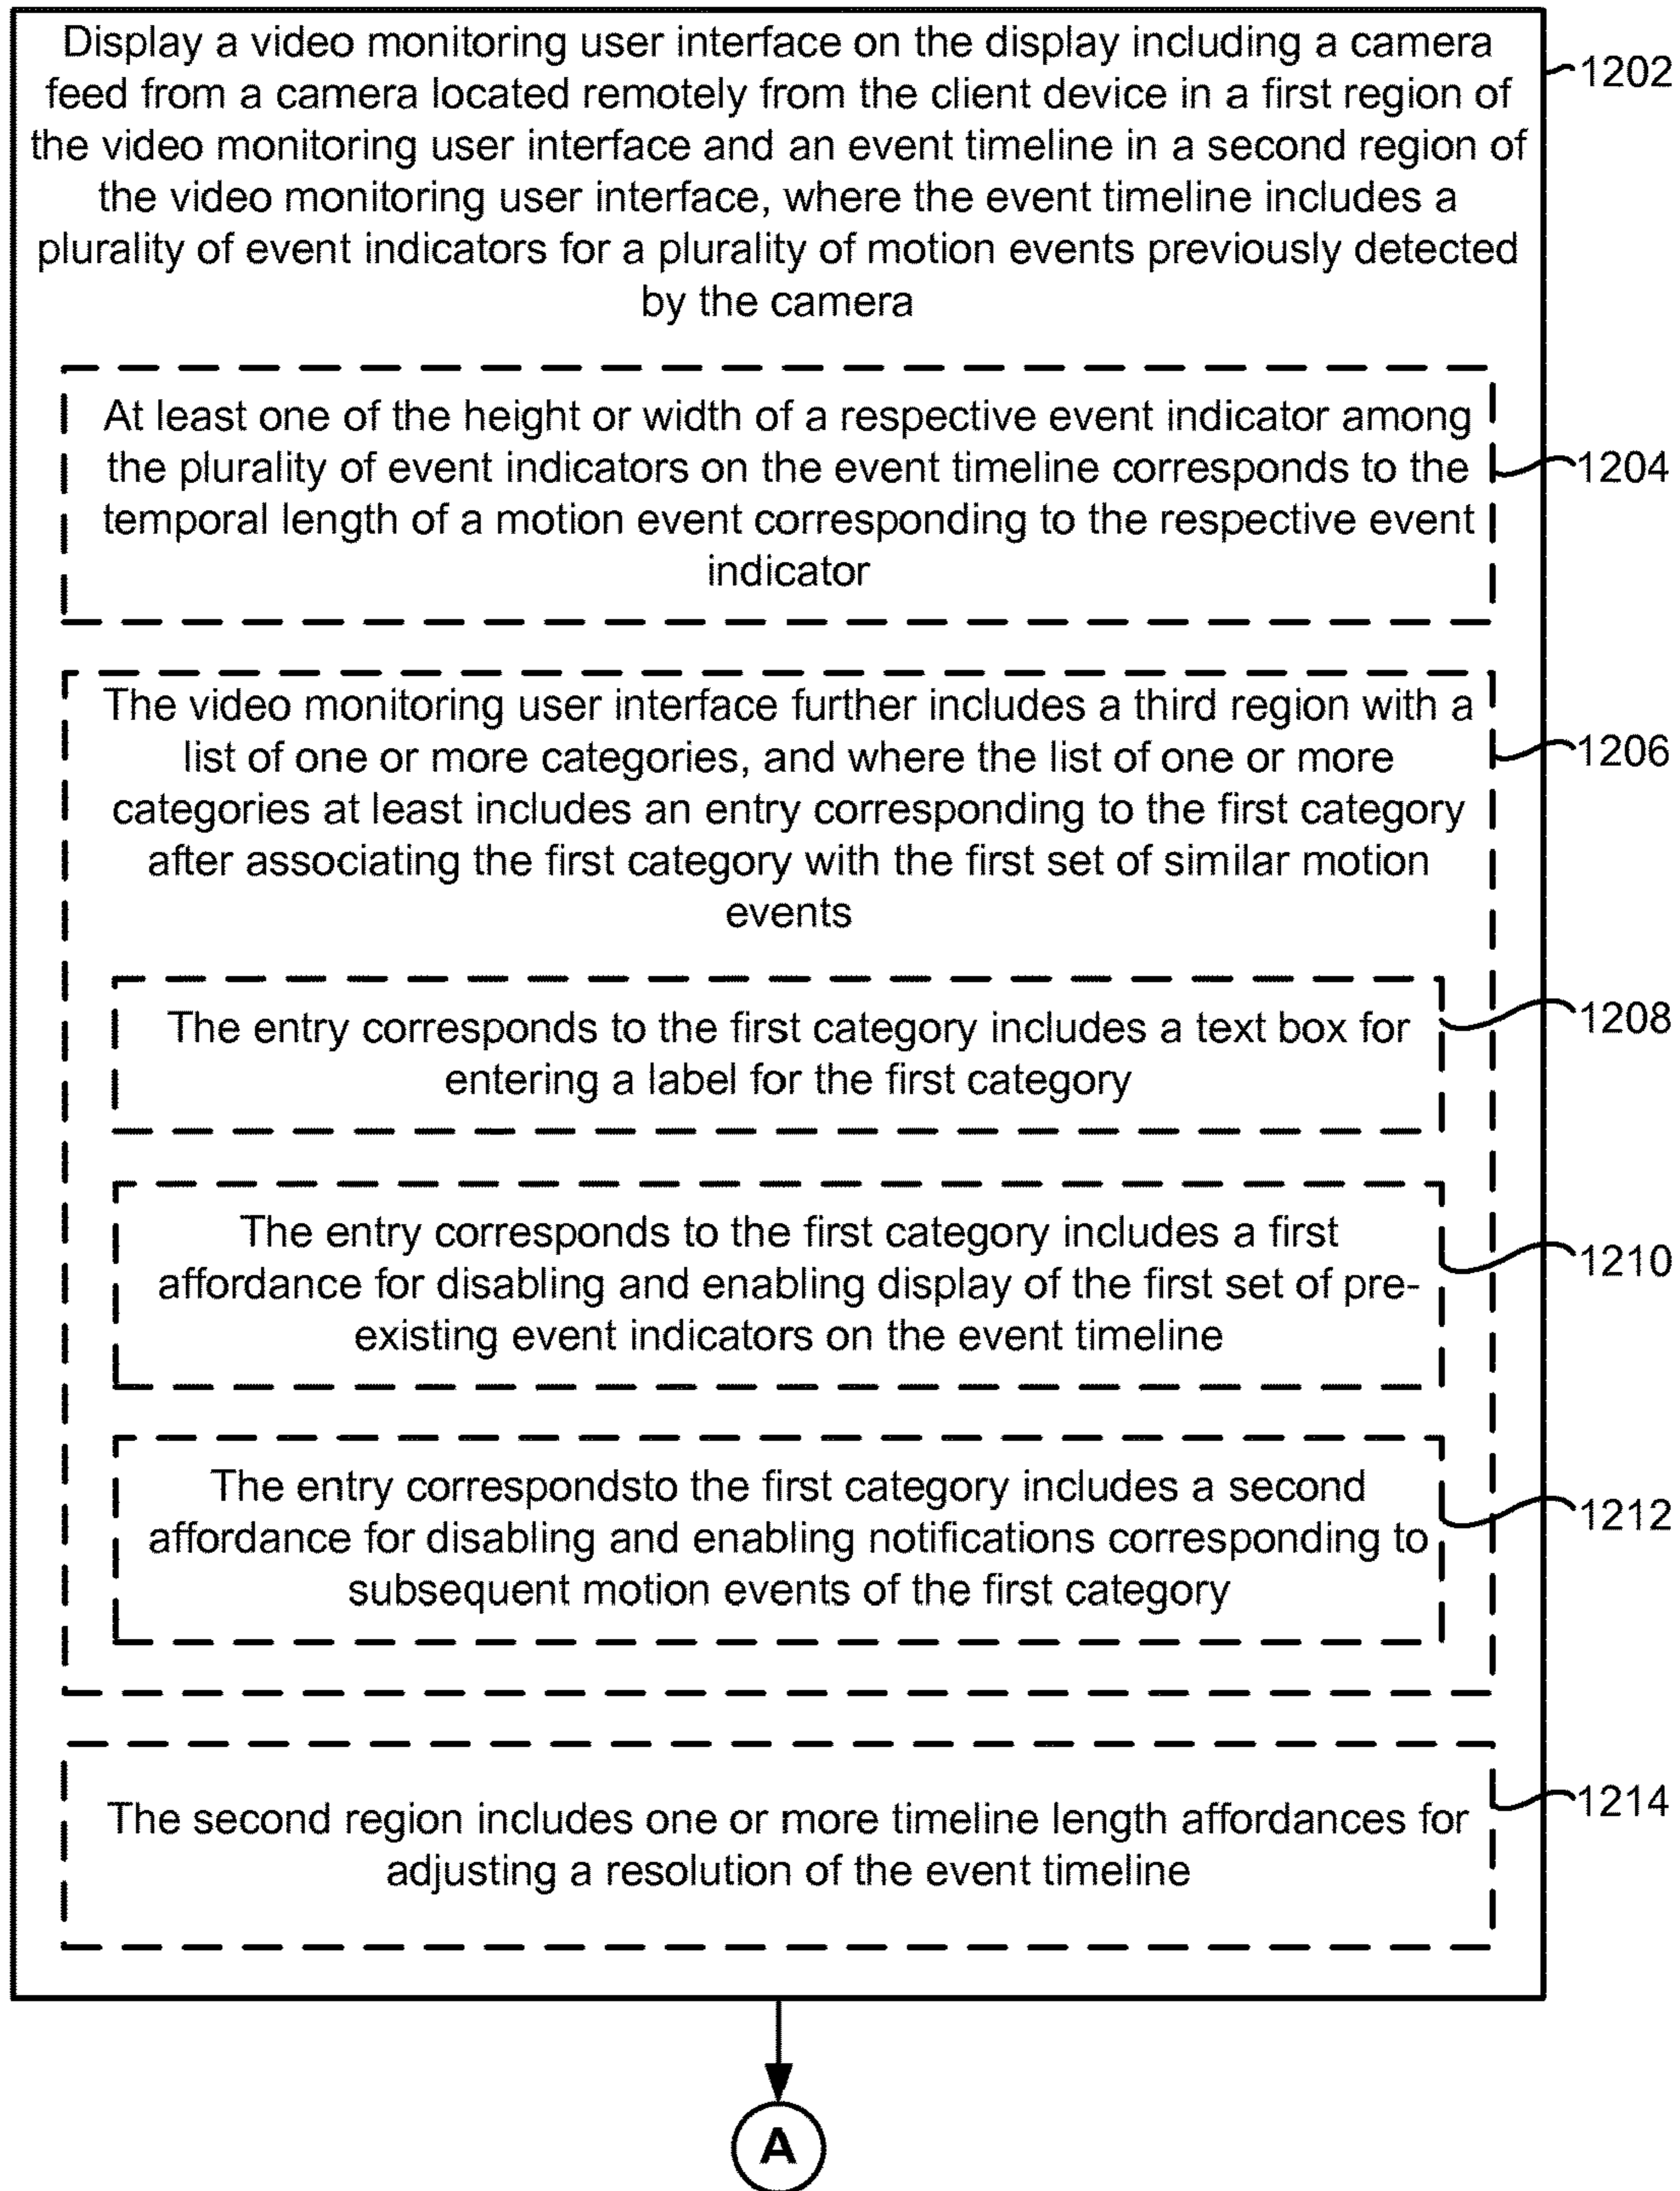 Display a video monitoring user interface on the display including a camera
feed from a camera located remotely from the client device in a first region of
the video monitoring user interface and an event timeline in a second region of
the video monitoring user interface, where the event timeline includes a
plurality of event indicators for a plurality of motion events previously detected
by the camera
1202
At least one of the height or width of a respective event indicator among
the plurality of event indicators on the event timeline corresponds to the
temporal length of a motion event corresponding to the respective event
indicator
1204
The video monitoring user interface further includes a third region with a
list of one or more categories, and where the list of one or more
categories at least includes an entry corresponding to the first category
after associating the first category with the first set of similar motion
events
1206
The entry corresponds to the first category includes a text box for
entering a label for the first category
1208
The entry corresponds to the first category includes a first
affordance for disabling and enabling display of the first set of pre-
existing event indicators on the event timeline
1210
The entry correspondsto the first category includes a second
affordance for disabling and enabling notifications corresponding to
subsequent motion events of the first category
1212
The second region includes one or more timeline length affordances for
adjusting a resolution of the event timeline
1214
A